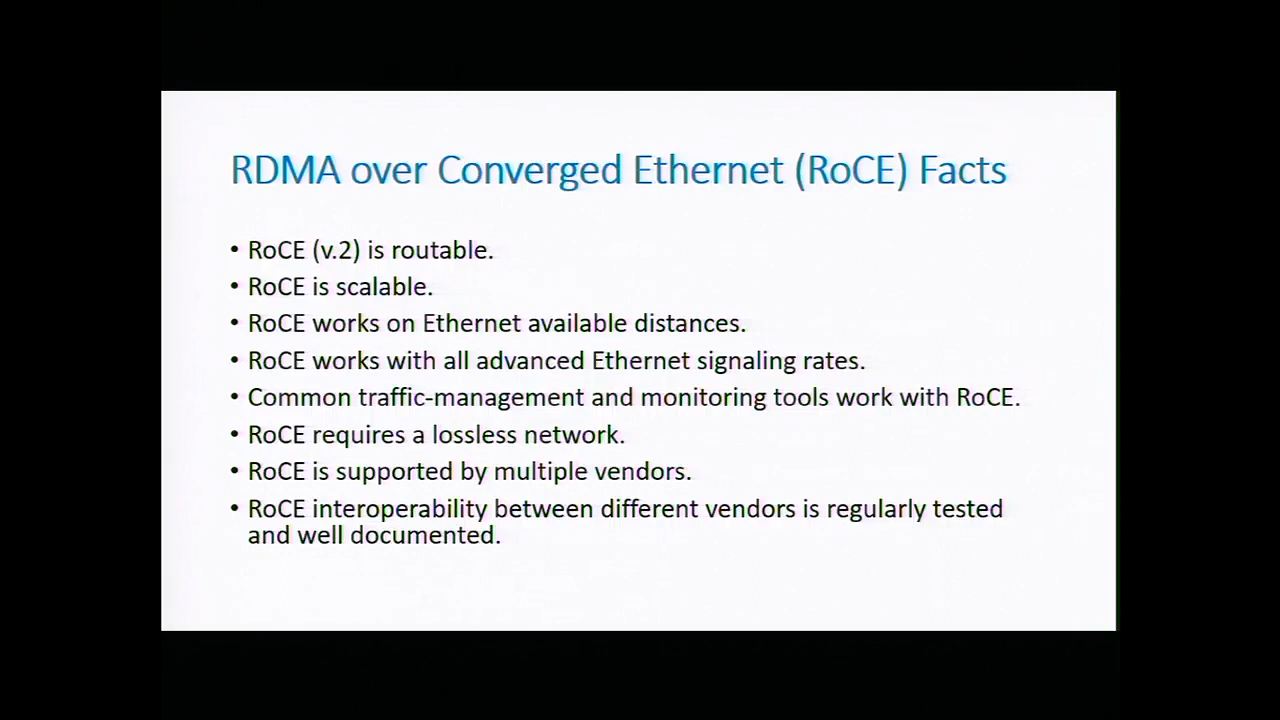 RDMA over Converged Ethernet (RoCE) Facts
• RoCE (v.2) is routable.
• RoCE is scalable.
• RoCE works on Ethernet available distances.
• RoCE works with all advanced Ethernet signaling rates.
• Common traffic-management and monitoring tools work with RoCE.
• RoCE requires a lossless network.
• RoCE is supported by multiple vendors.
• RoCE interoperability between different vendors is regularly tested
and well documented.